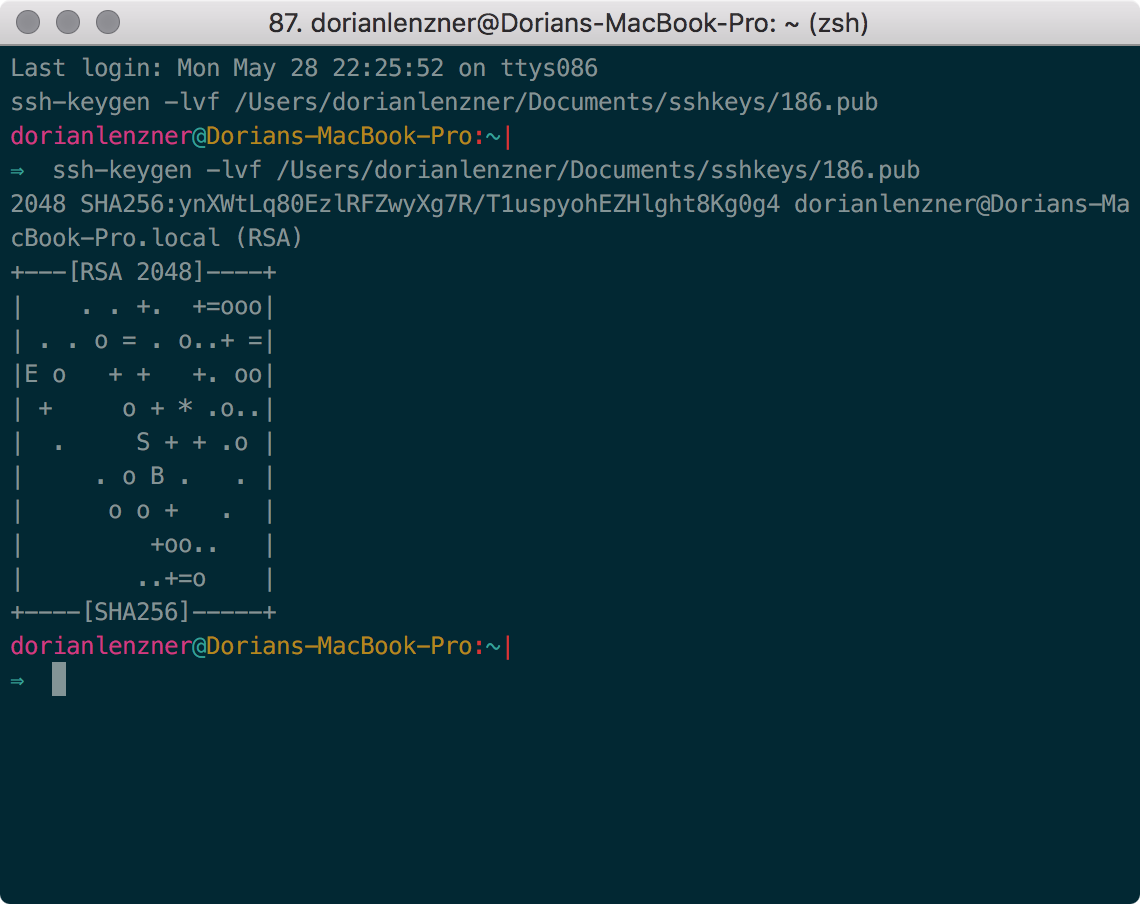 87. dorianlenzner@Dorians-MacBook-Pro: ~ (zsh)
Last login: Mon May 28 22:25:52 on ttys086
ssh-keygen -lvf /Users/dorianlenzner/Documents/sshkeys/186.pub
dorianlenzner@Dorians-MacBook-Pro:~|
⇒  ssh-keygen -lvf /Users/dorianlenzner/Documents/sshkeys/186.pub
2048 SHA256:ynXWtLq80EzlRFZwyXg7R/T1uspyohEZHlght8Kg0g4 dorianlenzner@Dorians-Ma
cBook-Pro.local (RSA)
+---[RSA 2048]----+
|    . . +.  +=ooo|
| . . o = . o..+ =|
|E o   + +   +. oo|
| +     o + * .o..|
|  .     S + + .o |
|     . o B .   . |
|      o o +   .  |
|         +oo..   |
|        ..+=o    |
+----[SHA256]-----+
dorianlenzner@Dorians-MacBook-Pro:~|
⇒